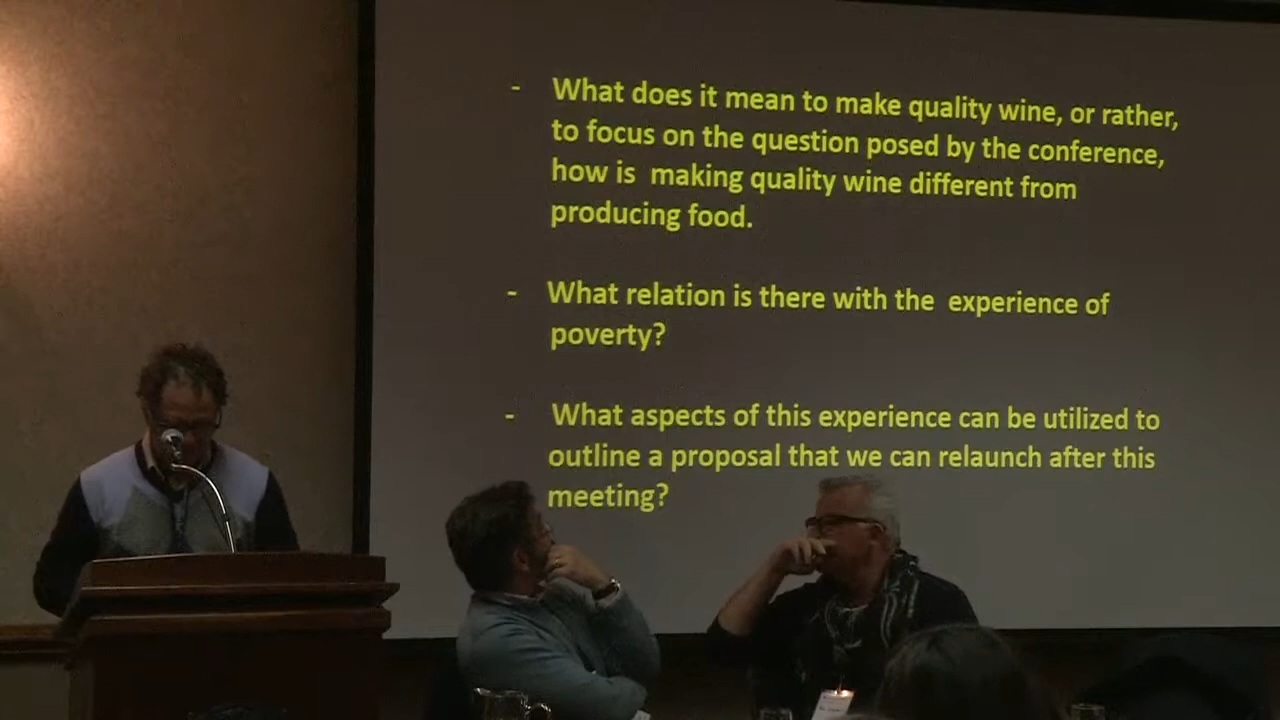 - What does it mean to make quality wine, or rather,
to focus on the question posed by the conference,
how is making quality wine different from
producing food.
- What relation is there with the experience of
poverty?
- What aspects of this experience can be utilized to
outline a proposal that we can relaunch after this
meeting?